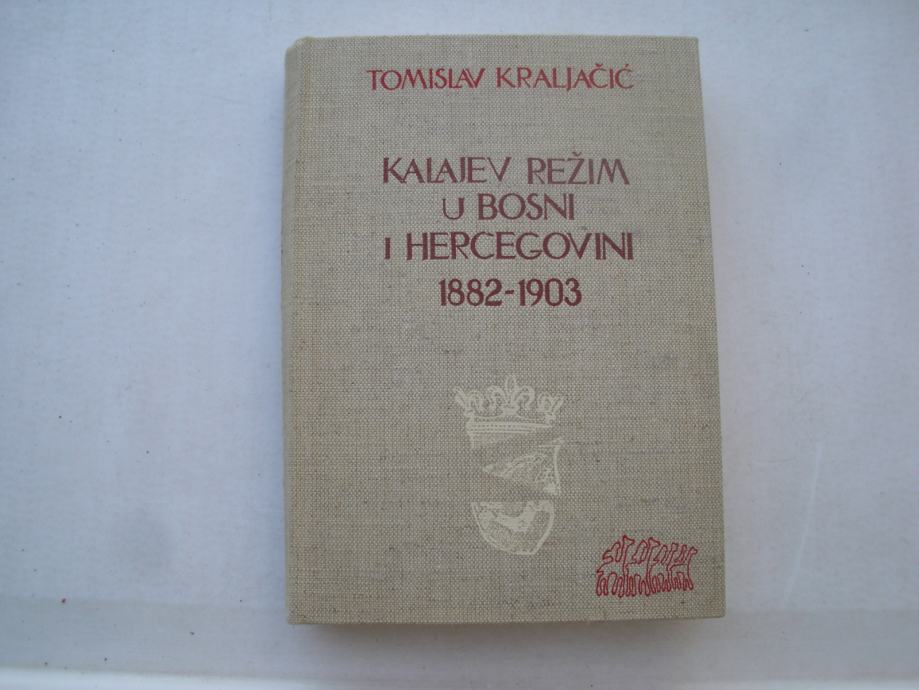 TOMISLAV KRALJAČIĆ
KALAJEV REŽIM
U BOSNI
I HERCEGOVINI
1882-1903